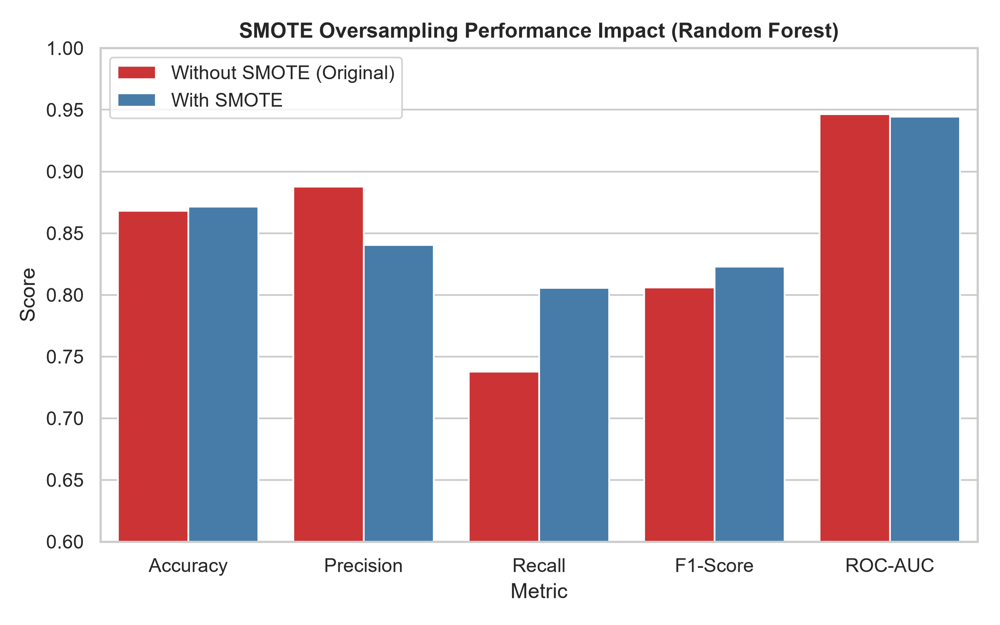 SMOTE Oversampling Performance Impact (Random Forest)
Without SMOTE (Original)
With SMOTE
1.00
0.95
0.90
0.85
0.80
0.75
0.70
0.65
0.60
Score
Accuracy Precision Recall F1-Score ROC-AUC
Metric